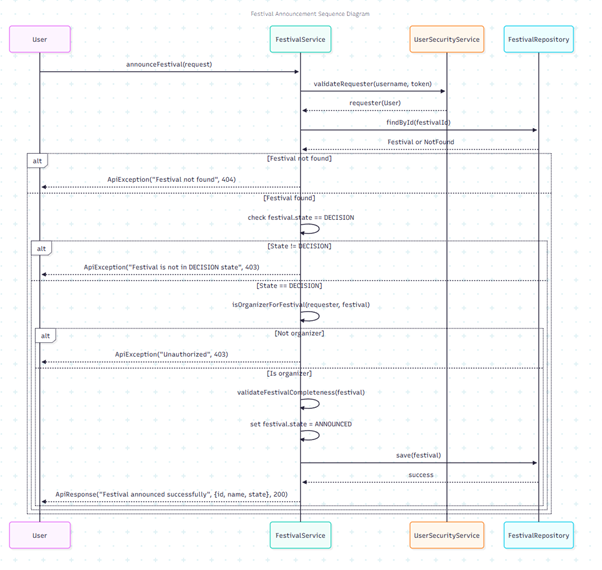 Festival Announcement Sequence Diagram
User
FestivalService
UserSecurityService
FestivalRepository
announceFestival(request)
validateRequester(username, token)
requester(User)
findById(festivalId)
Festival or NotFound
alt
[Festival not found]
ApiException("Festival not found", 404)
[Festival found]
check festival.state == DECISION
alt
[State != DECISION]
ApiException("Festival is not in DECISION state", 403)
[State == DECISION]
isOrganizerForFestival(requester, festival)
alt
[Not organizer]
ApiException("Unauthorized", 403)
[Is organizer]
validateFestivalCompleteness(festival)
set festival.state = ANNOUNCED
save(festival)
success
ApiResponse("Festival announced successfully", {id, name, state}, 200)
User
FestivalService
UserSecurityService
FestivalRepository